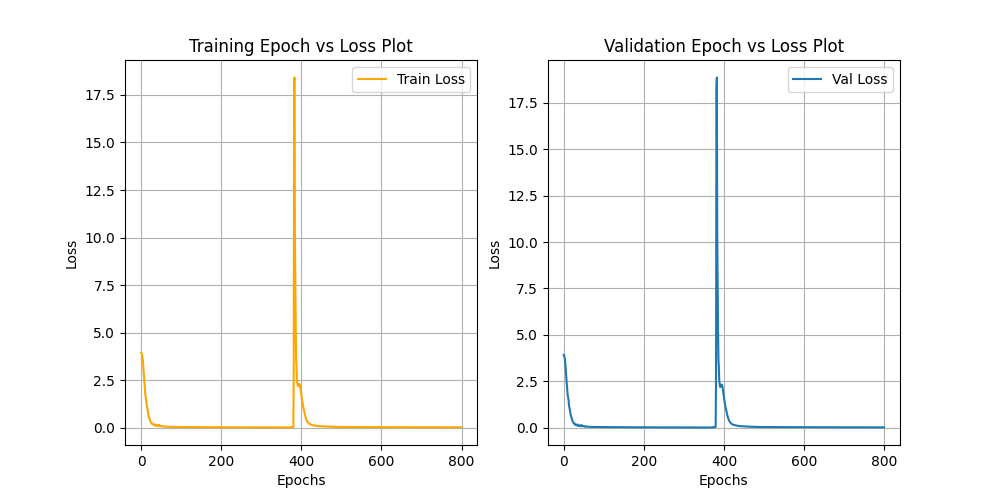 Training Epoch vs Loss Plot
Train Loss
17.5
15.0
12.5
10.0
7.5
5.0
2.5
0.0
Loss
0 200 400 600 800
Epochs
Validation Epoch vs Loss Plot
Val Loss
17.5
15.0
12.5
10.0
7.5
5.0
2.5
0.0
Loss
0 200 400 600 800
Epochs